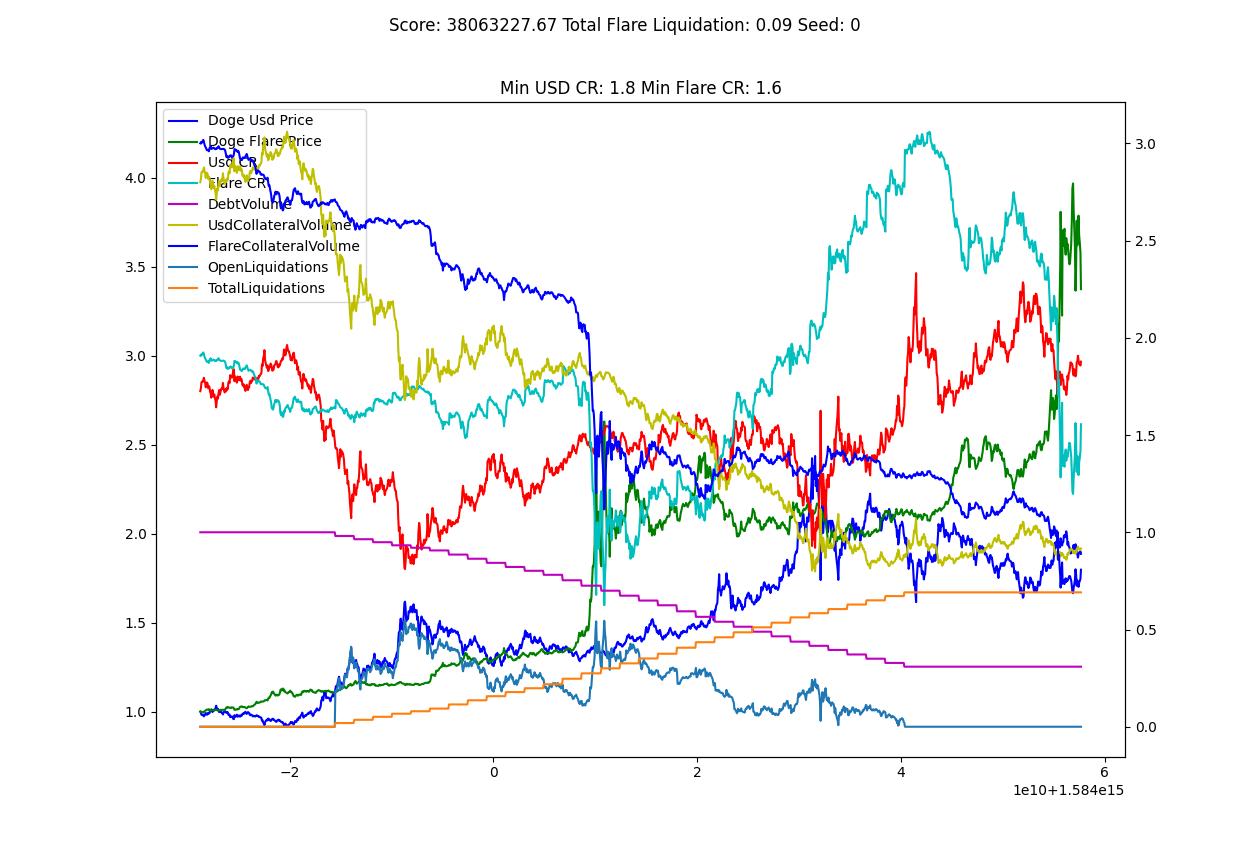 Score: 38063227.67 Total Flare Liquidation: 0.09 Seed: 0
Min USD CR: 1.8 Min Flare CR: 1.6
Doge Usd Price
Doge Flare Price
Usd CR
Flare CR
DebtVolume
UsdCollateralVolume
FlareCollateralVolume
OpenLiquidations
TotalLiquidations
4.0
3.5
3.0
2.5
2.0
1.5
1.0
3.0
2.5
2.0
1.5
1.0
0.5
0.0
−2
0
2
4
6
1e10+1.584e15